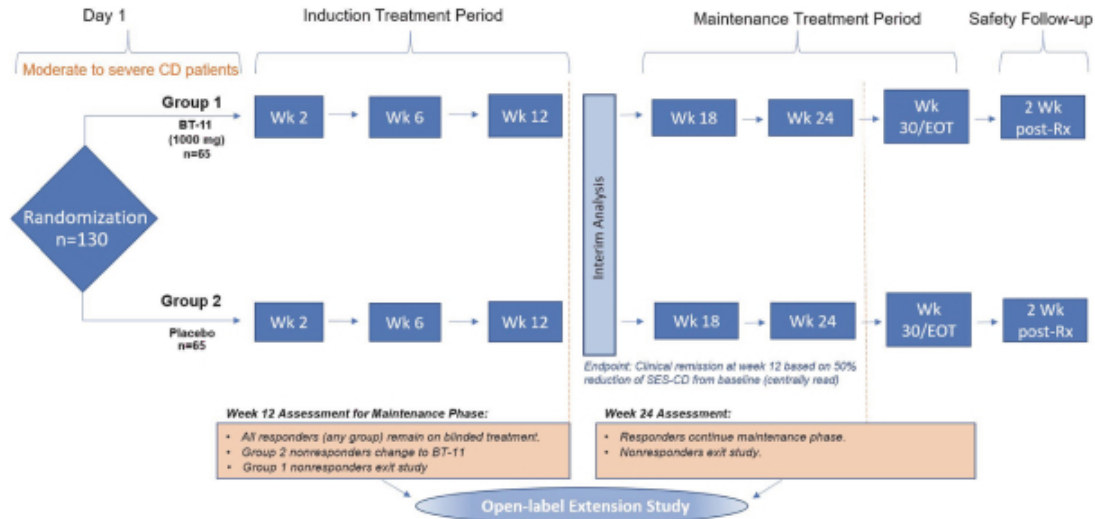 Day 1
Induction Treatment Period
Maintenance Treatment Period
Safety Follow-up
Moderate to severe CD patients
Group 1
BT-11
(1000 mg)
n=65
Wk 2
Wk 6
Wk 12
Wk 18
Wk 24
Wk
30/EOT
2 Wk
post-Rx
Randomization
n=130
Interim Analysis
Group 2
Placebo
n=65
Wk 2
Wk 6
Wk 12
Wk 18
Wk 24
Wk
30/EOT
2 Wk
post-Rx
Endpoint: Clinical remission at week 12 based on 50%
reduction of SES-CD from baseline (centrally read)
Week 12 Assessment for Maintenance Phase:
• All responders (any group) remain on blinded treatment.
• Group 2 nonresponders change to BT-11
• Group 1 nonresponders exit study
Week 24 Assessment:
• Responders continue maintenance phase.
• Nonresponders exit study.
Open-label Extension Study